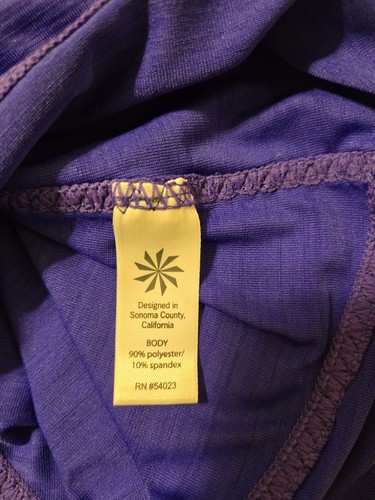 Designed in
Sonoma County,
California
BODY
90% polyester/
10% spandex
RN #54023